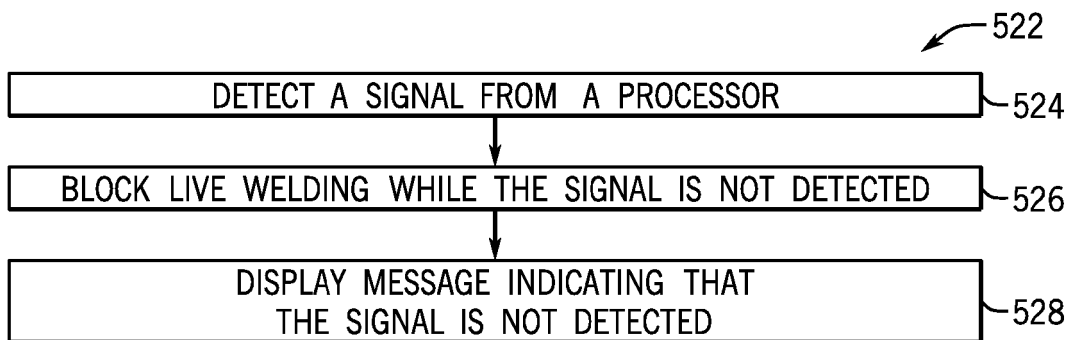 522
DETECT A SIGNAL FROM A PROCESSOR
524
BLOCK LIVE WELDING WHILE THE SIGNAL IS NOT DETECTED
526
DISPLAY MESSAGE INDICATING THAT
THE SIGNAL IS NOT DETECTED
528